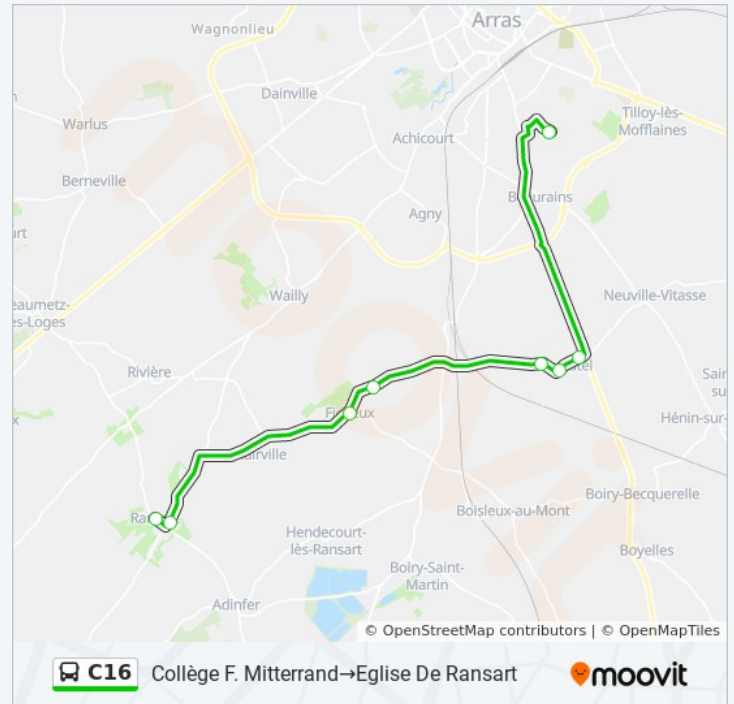 Arras
Wagnonlieu
Dainville
Tilloy-lès-
Mofflaines
Warlus
Achicourt
Berneville
Agny
Wailly
Neuville-Vitasse
es-Loges
Rivière
Hénin-sur-
Boiry-Becquerelle
Boisleux-au-Mont
Hendecourt-
lès-Ransart
Boyelles
Boiry-Saint-
Martin
Adinfer
© OpenStreetMap contributors | © OpenMapTiles
C16 Collège F. Mitterrand→Eglise De Ransart moovit